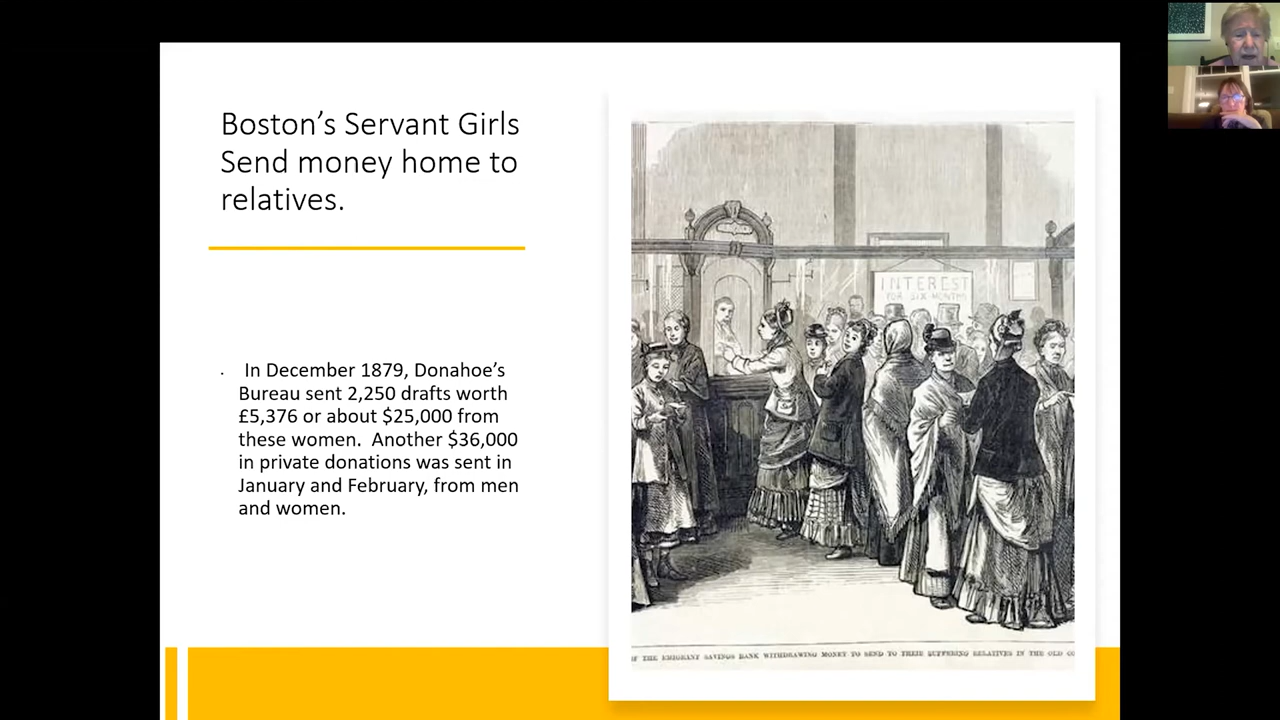 Boston’s Servant Girls
Send money home to
relatives.
. In December 1879, Donahoe’s
Bureau sent 2,250 drafts worth
£5,376 or about $25,000 from
these women. Another $36,000
in private donations was sent in
January and February, from men
and women.
INTEREST
FOR SIX MONTHS
F THE EMIGRANT SAVINGS BANK WITHDRAWING MONEY TO SEND TO THEIR SUFFERING RELATIVES IN THE OLD CO